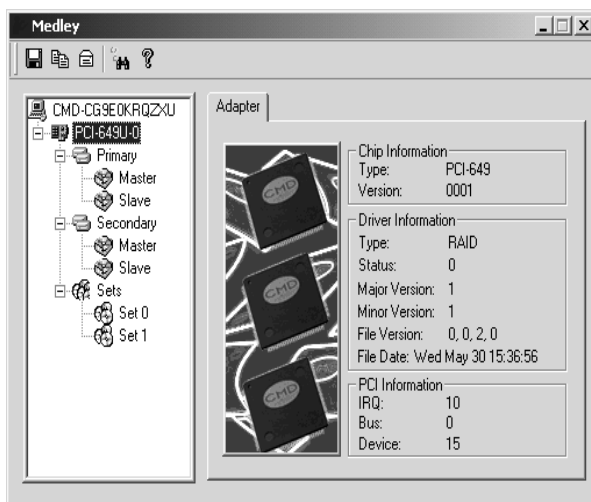 Medley
CMD-CG9E0KRQZXU
PCI-649U-0
Primary
Master
Slave
Secondary
Master
Slave
Sets
Set 0
Set 1
Adapter
CMD
CMD
CMD
Chip Information
Type: PCI-649
Version: 0001
Driver Information
Type: RAID
Status: 0
Major Version: 1
Minor Version: 1
File Version: 0, 0, 2, 0
File Date: Wed May 30 15:36:56
PCI Information
IRQ: 10
Bus: 0
Device: 15